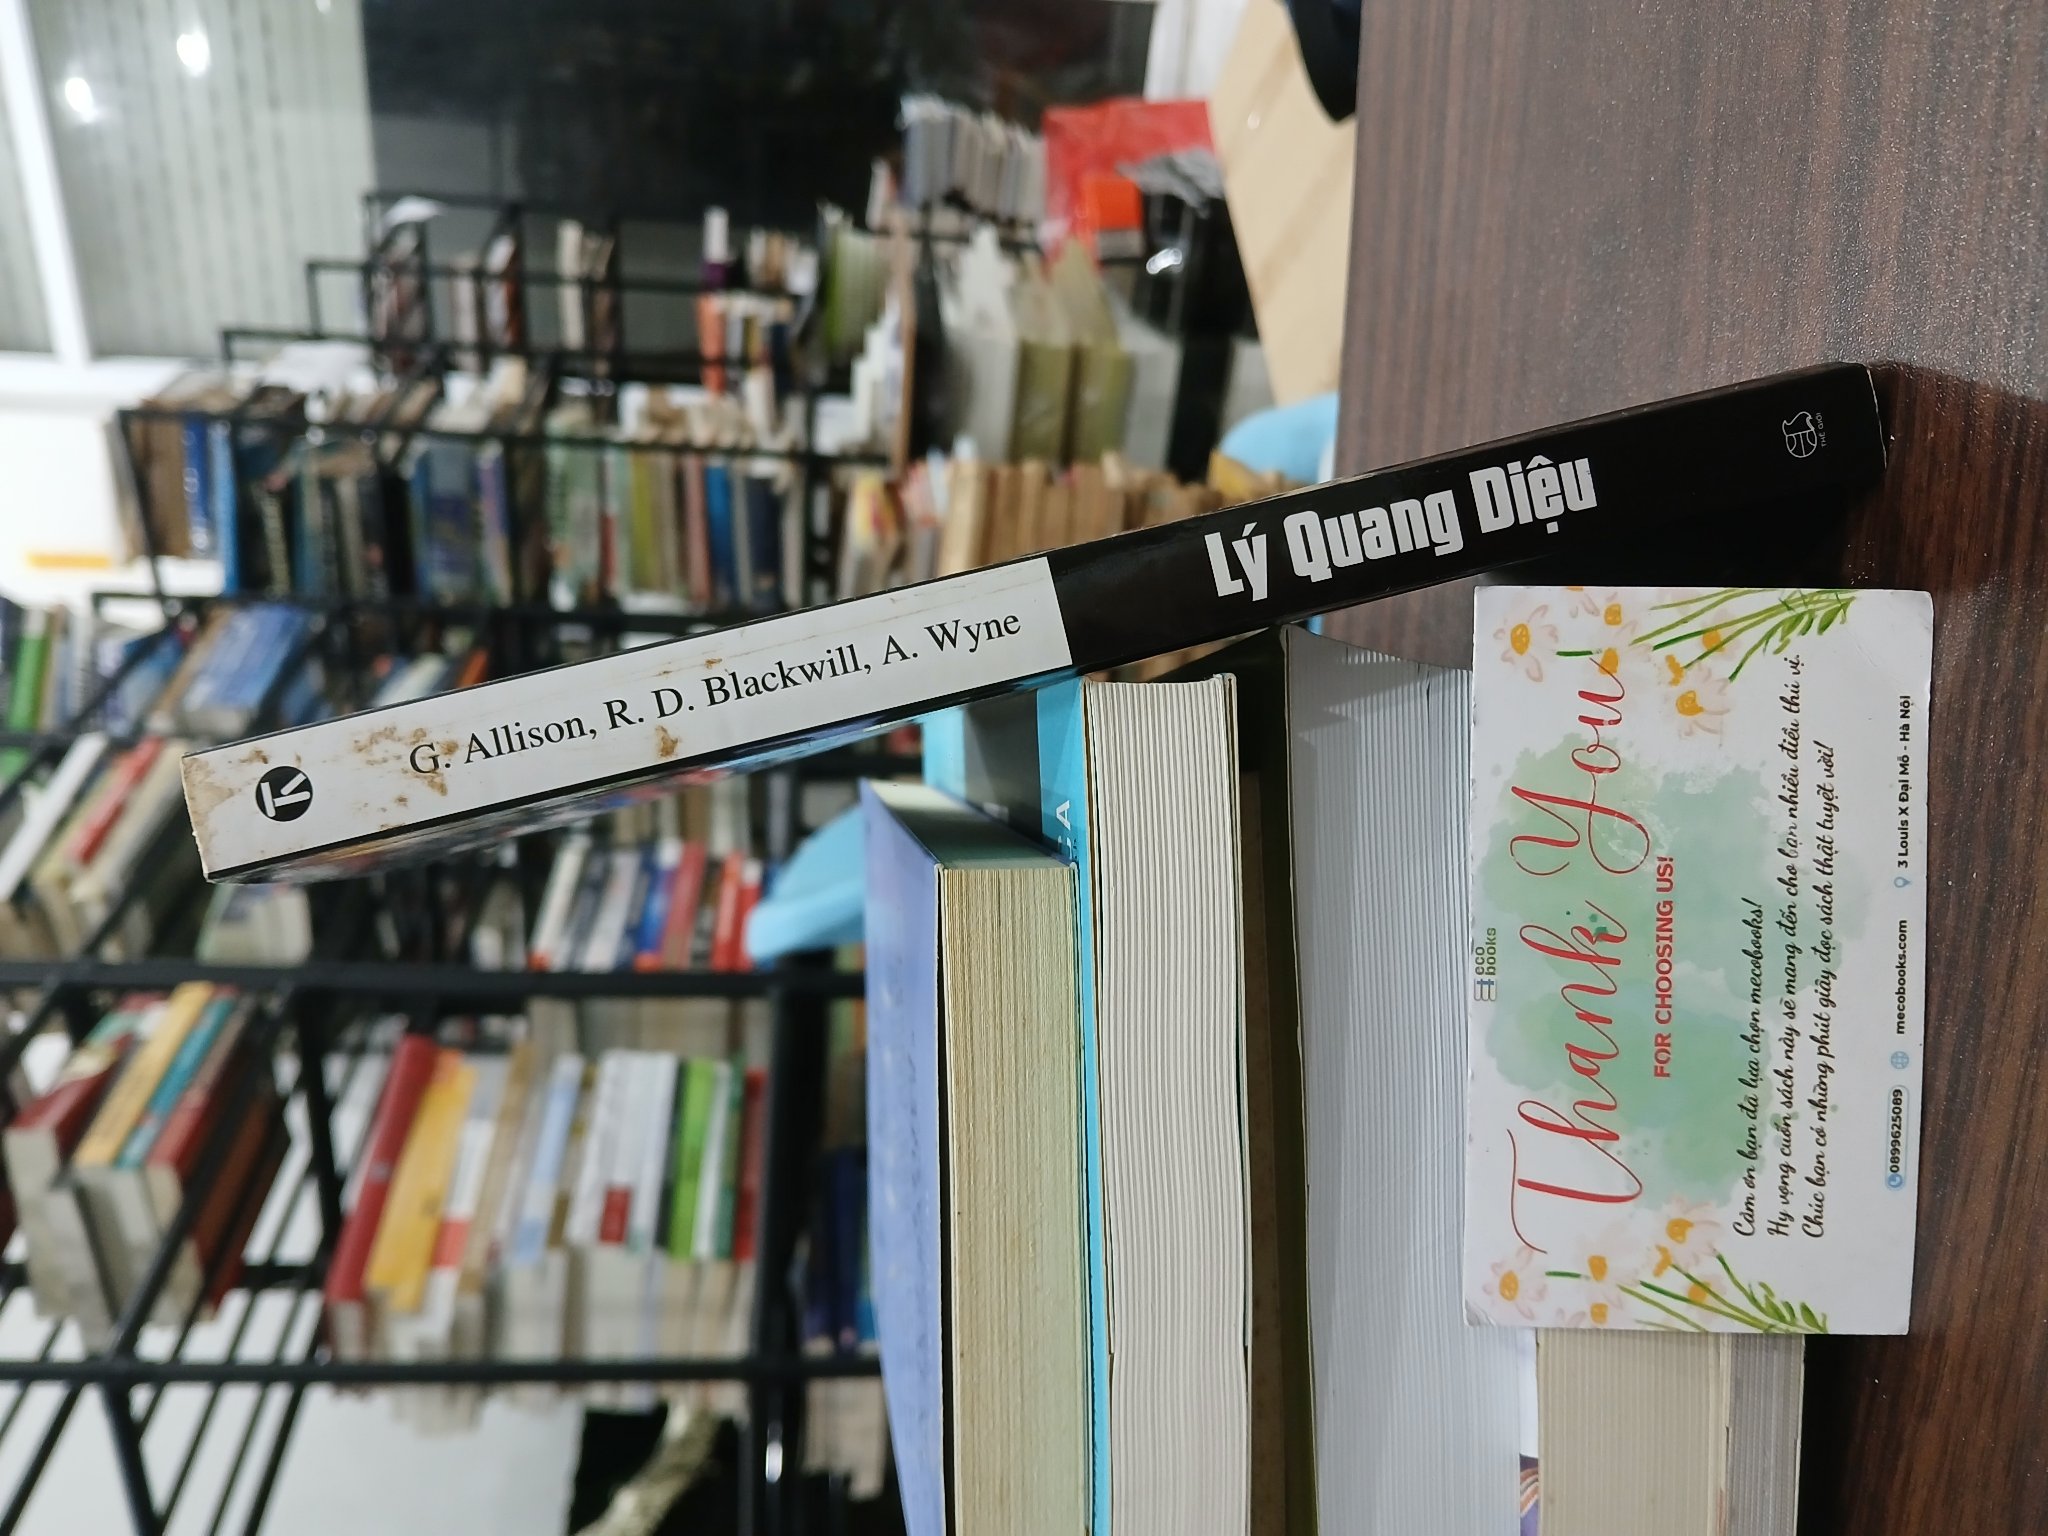 G. Allison, R. D. Blackwill, A. Wyne
Lý Quang Diệu
THẾ GIỚI
eco
books
Thank You
FOR CHOOSING US!
Cảm ơn bạn đã lựa chọn mecobooks!
Hy vọng cuốn sách này sẽ mang đến cho bạn nhiều điều thú vị.
Chúc bạn có những phút giây đọc sách thật tuyệt vời!
0899625089 mecobooks.com 3 Louis X Đại Mỗ - Hà Nội